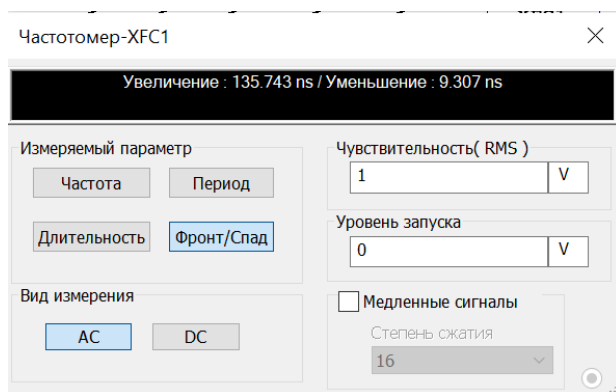 Частотомер-XFC1
Увеличение : 135.743 ns / Уменьшение : 9.307 ns
Измеряемый параметр
Частота
Период
Длительность
Фронт/Спад
Чувствительность( RMS )
1
V
Уровень запуска
0
V
Вид измерения
AC
DC
Медленные сигналы
Степень сжатия
16